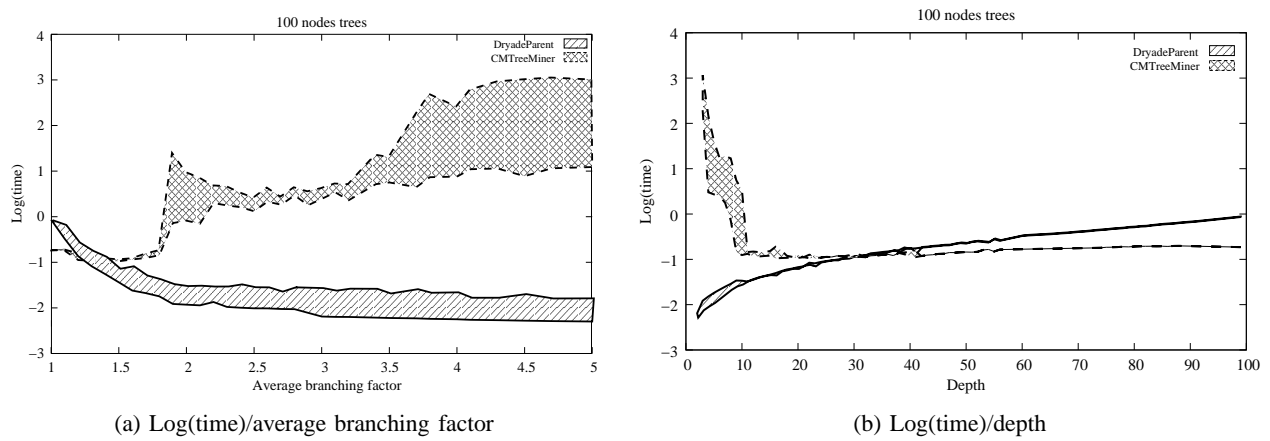 100 nodes trees
DryadeParent
CMTreeMiner
Log(time)
4
3
2
1
0
−1
−2
−3
1 1.5 2 2.5 3 3.5 4 4.5 5
Average branching factor
(a) Log(time)/average branching factor
100 nodes trees
DryadeParent
CMTreeMiner
Log(time)
4
3
2
1
0
−1
−2
−3
0 10 20 30 40 50 60 70 80 90 100
Depth
(b) Log(time)/depth